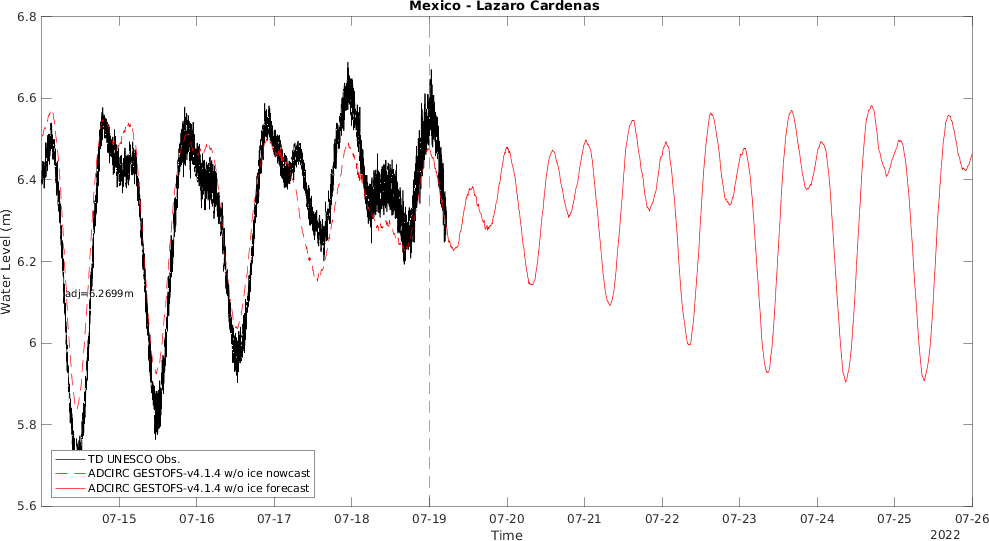 Mexico - Lazaro Cardenas
6.8
6.6
6.4
6.2
6
5.8
5.6
Water Level (m)
adj=6.2699m
TD UNESCO Obs.
ADCIRC GESTOFS-v4.1.4 w/o ice nowcast
ADCIRC GESTOFS-v4.1.4 w/o ice forecast
07-15 07-16 07-17 07-18 07-19 07-20 07-21 07-22 07-23 07-24 07-25 07-26
Time
2022